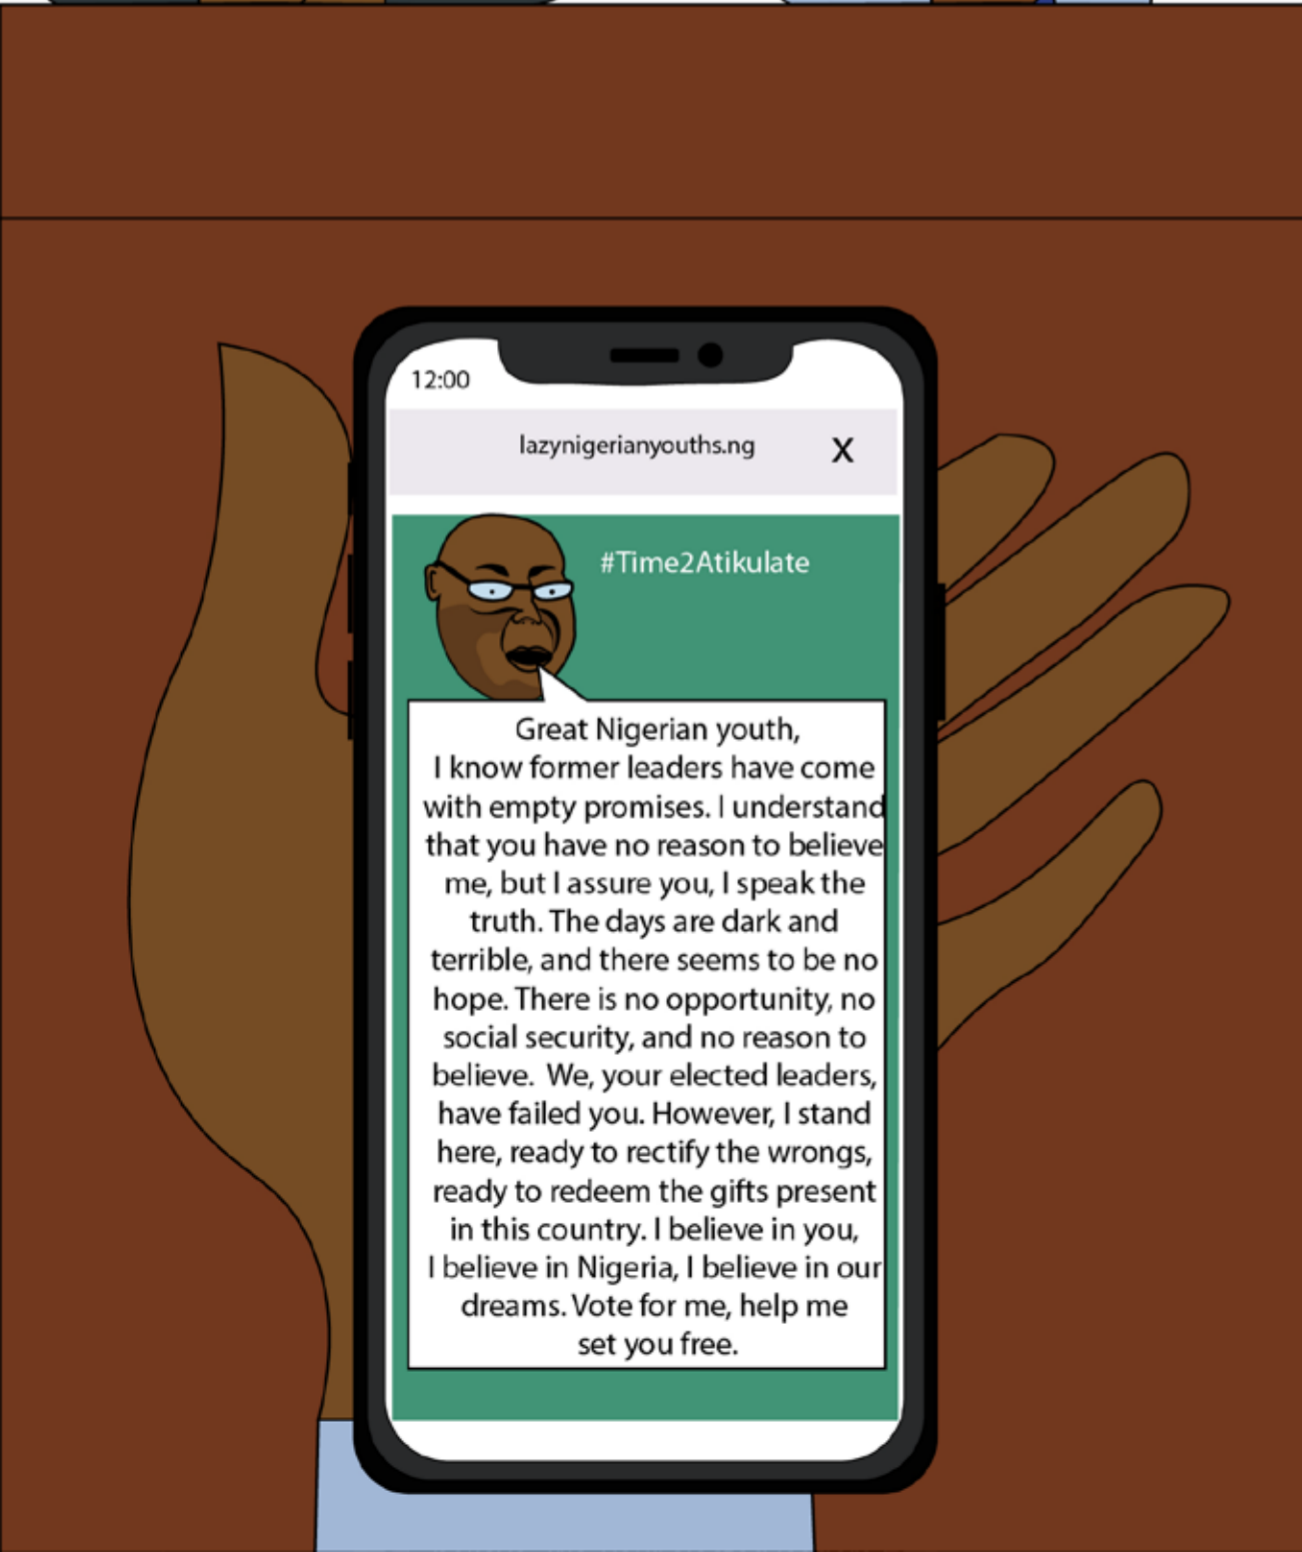 12:00
lazynigerianyouths.ng X
#Time2Atikulate
Great Nigerian youth,
I know former leaders have come
with empty promises. I understand
that you have no reason to believe
me, but I assure you, I speak the
truth. The days are dark and
terrible, and there seems to be no
hope. There is no opportunity, no
social security, and no reason to
believe.  We, your elected leaders,
have failed you. However, I stand
here, ready to rectify the wrongs,
ready to redeem the gifts present
in this country. I believe in you,
I believe in Nigeria, I believe in our
dreams. Vote for me, help me
set you free.